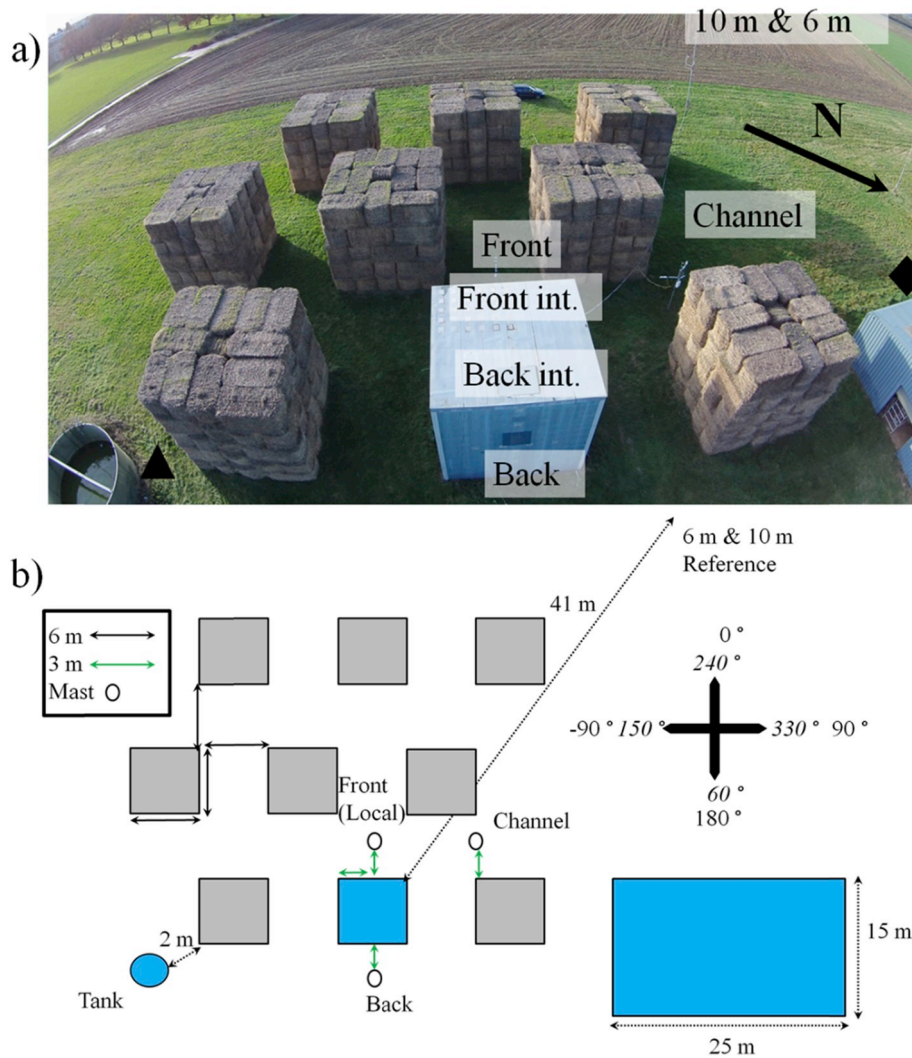 a)
10 m & 6 m
N
Channel
Front
Front int.
Back int.
Back
b)
6 m & 10 m
Reference
41 m
6 m
3 m
Mast
0 °
240 °
-90 ° 150 ° 330 ° 90 °
60 °
180 °
Front
(Local)
Channel
2 m
Tank
Back
15 m
25 m